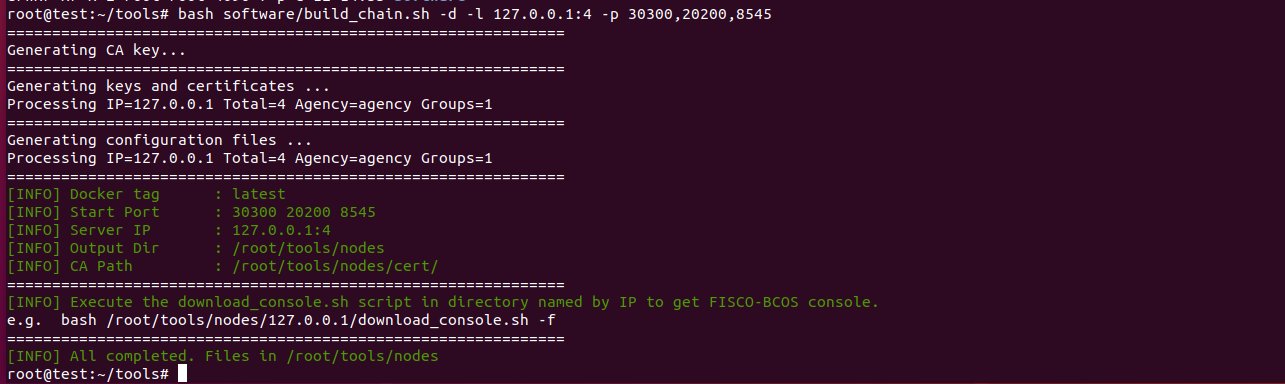 root@test:~/tools# bash software/build_chain.sh -d -l 127.0.0.1:4 -p 30300,20200,8545
==============================================================
Generating CA key...
==============================================================
Generating keys and certificates ...
Processing IP=127.0.0.1 Total=4 Agency=agency Groups=1
==============================================================
Generating configuration files ...
Processing IP=127.0.0.1 Total=4 Agency=agency Groups=1
==============================================================
[INFO] Docker tag      : latest
[INFO] Start Port      : 30300 20200 8545
[INFO] Server IP       : 127.0.0.1:4
[INFO] Output Dir      : /root/tools/nodes
[INFO] CA Path         : /root/tools/nodes/cert/
==============================================================
[INFO] Execute the download_console.sh script in directory named by IP to get FISCO-BCOS console.
e.g.  bash /root/tools/nodes/127.0.0.1/download_console.sh -f
==============================================================
[INFO] All completed. Files in /root/tools/nodes
root@test:~/tools#